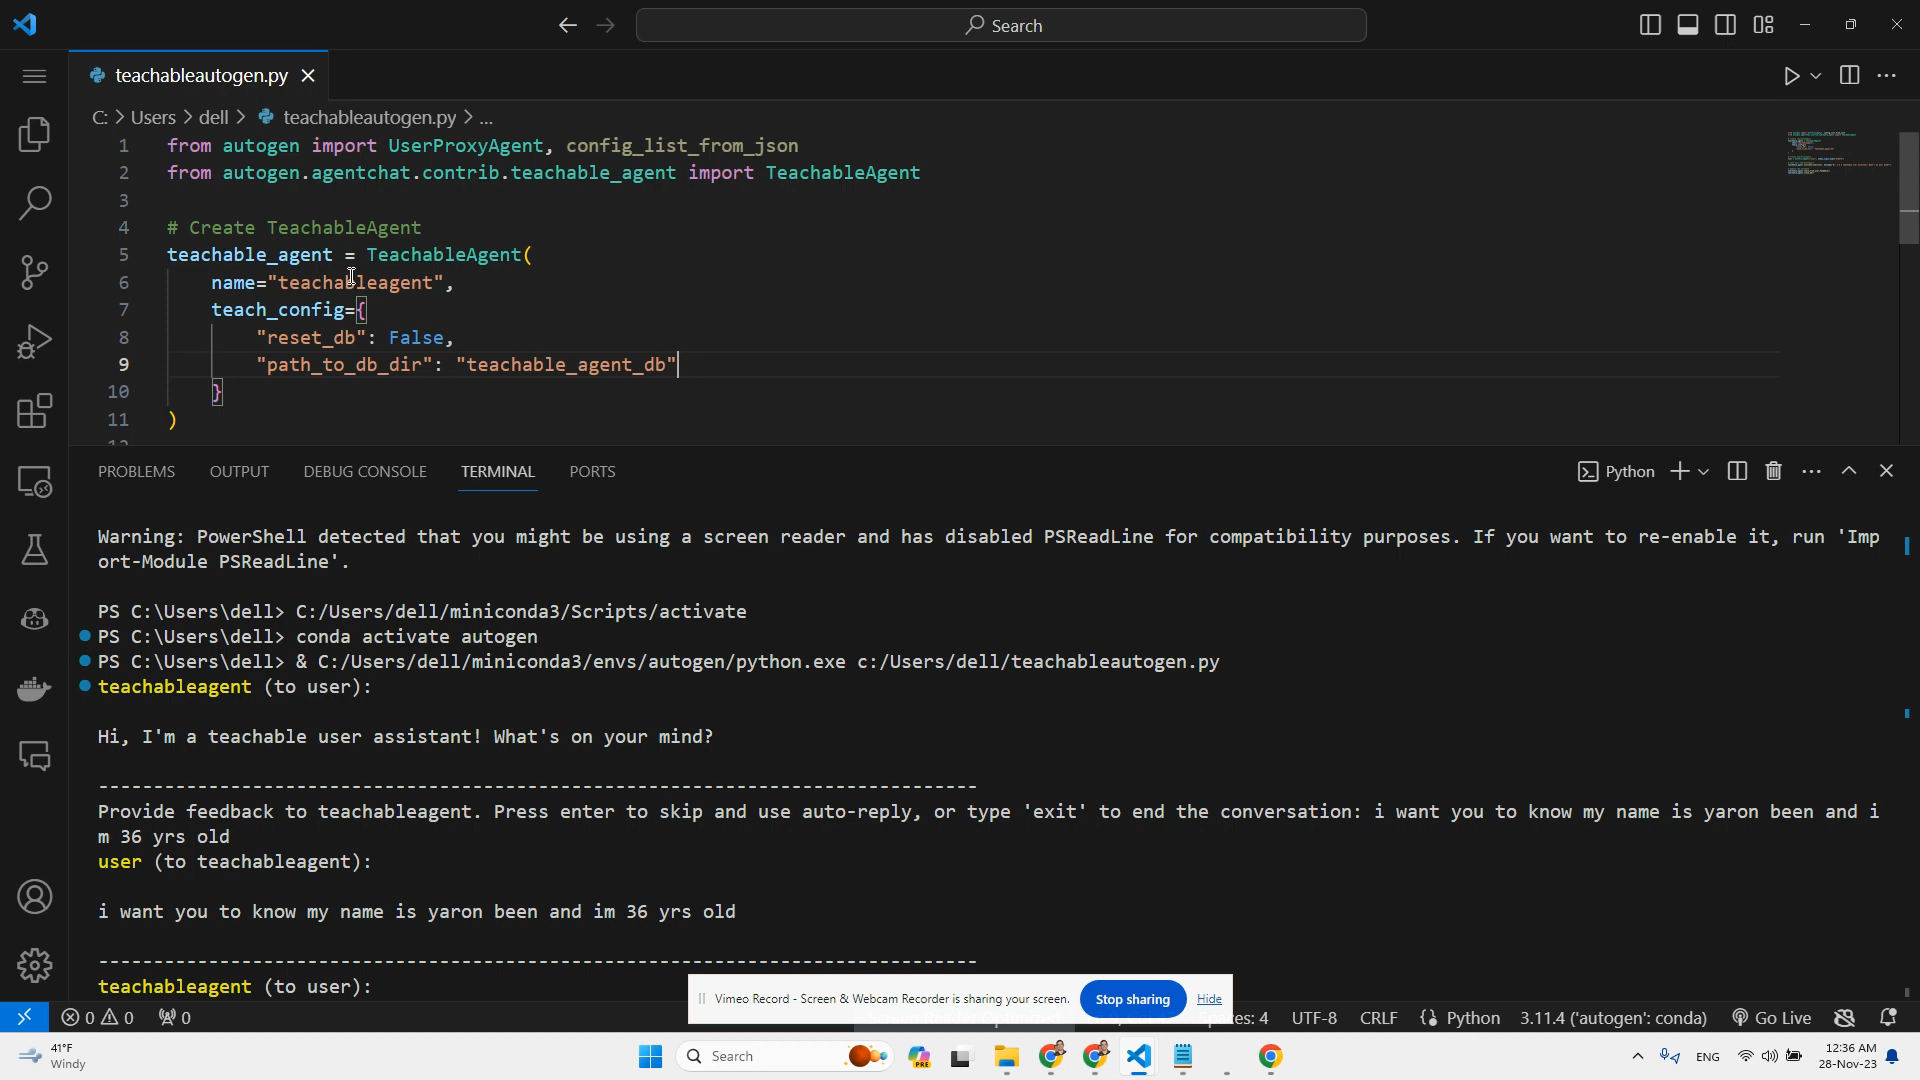 Search
teachableautogen.py
C: > Users > dell > teachableautogen.py > ...
1 from autogen import UserProxyAgent, config_list_from_json
2 from autogen.agentchat.contrib.teachable_agent import TeachableAgent
3
4 # Create TeachableAgent
5 teachable_agent = TeachableAgent(
6 name="teachableagent",
7 teach_config={
8 "reset_db": False,
9 "path_to_db_dir": "teachable_agent_db"
10 }
11 )
PROBLEMS OUTPUT DEBUG CONSOLE TERMINAL PORTS
Python
Warning: PowerShell detected that you might be using a screen reader and has disabled PSReadLine for compatibility purposes. If you want to re-enable it, run 'Imp
ort-Module PSReadLine'.
PS C:\Users\dell> C:/Users/dell/miniconda3/Scripts/activate
PS C:\Users\dell> conda activate autogen
PS C:\Users\dell> & C:/Users/dell/miniconda3/envs/autogen/python.exe c:/Users/dell/teachableautogen.py
teachableagent (to user):
Hi, I'm a teachable user assistant! What's on your mind?
--------------------------------------------------------------------------------
Provide feedback to teachableagent. Press enter to skip and use auto-reply, or type 'exit' to end the conversation: i want you to know my name is yaron been and i
m 36 yrs old
user (to teachableagent):
i want you to know my name is yaron been and im 36 yrs old
--------------------------------------------------------------------------------
teachableagent (to user):
Vimeo Record - Screen & Webcam Recorder is sharing your screen. Stop sharing Hide
0 0 0 Spaces: 4 UTF-8 CRLF Python 3.11.4 ('autogen': conda) Go Live
41°F
Windy
Search
PRE
ENG
12:36 AM
28-Nov-23